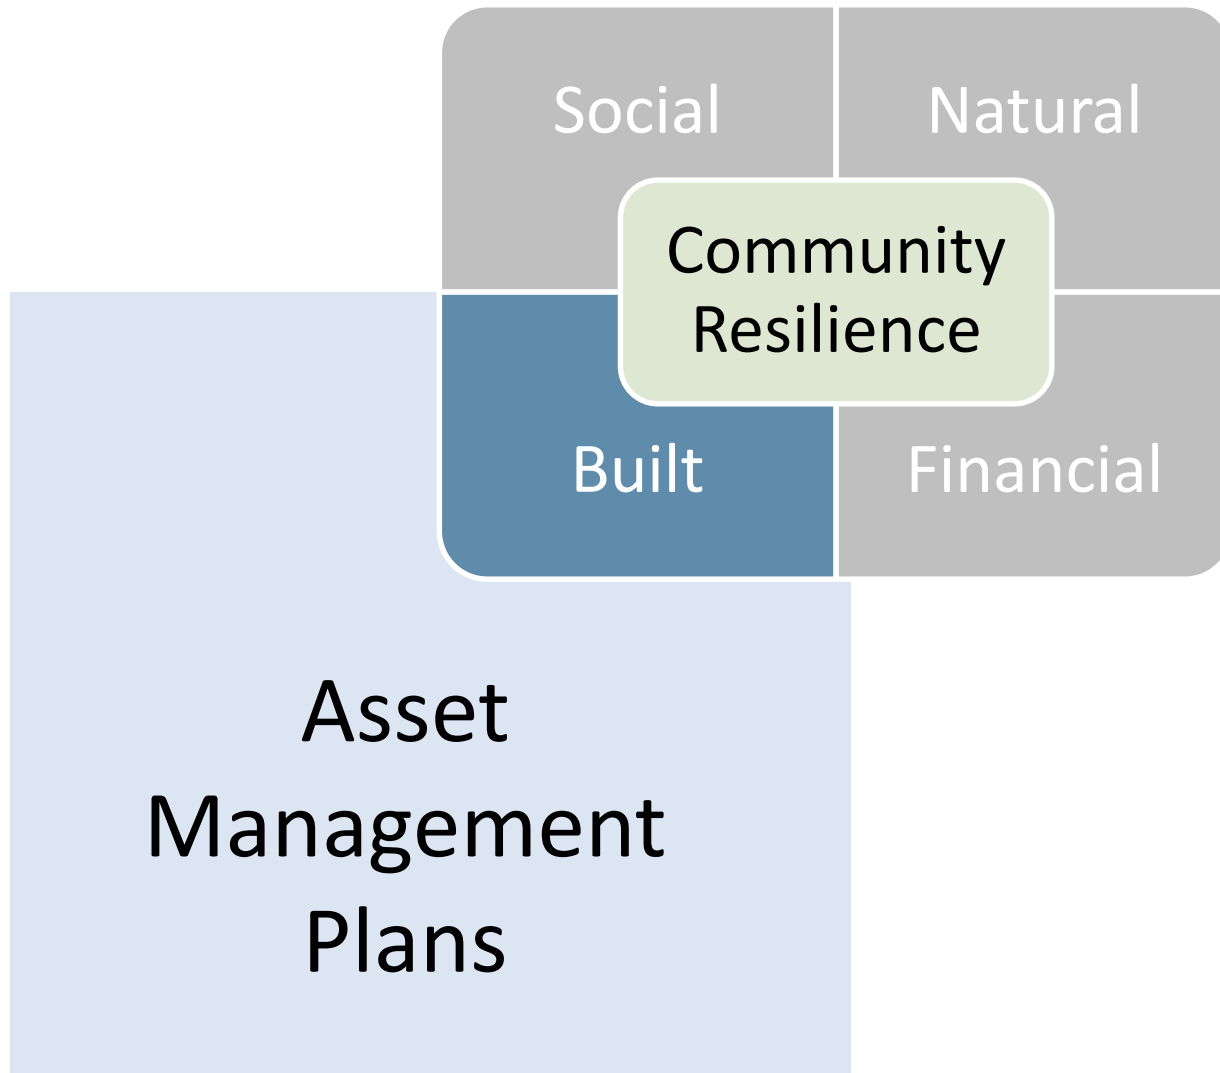 Social
Natural
Community
Resilience
Built
Financial
Asset
Management
Plans